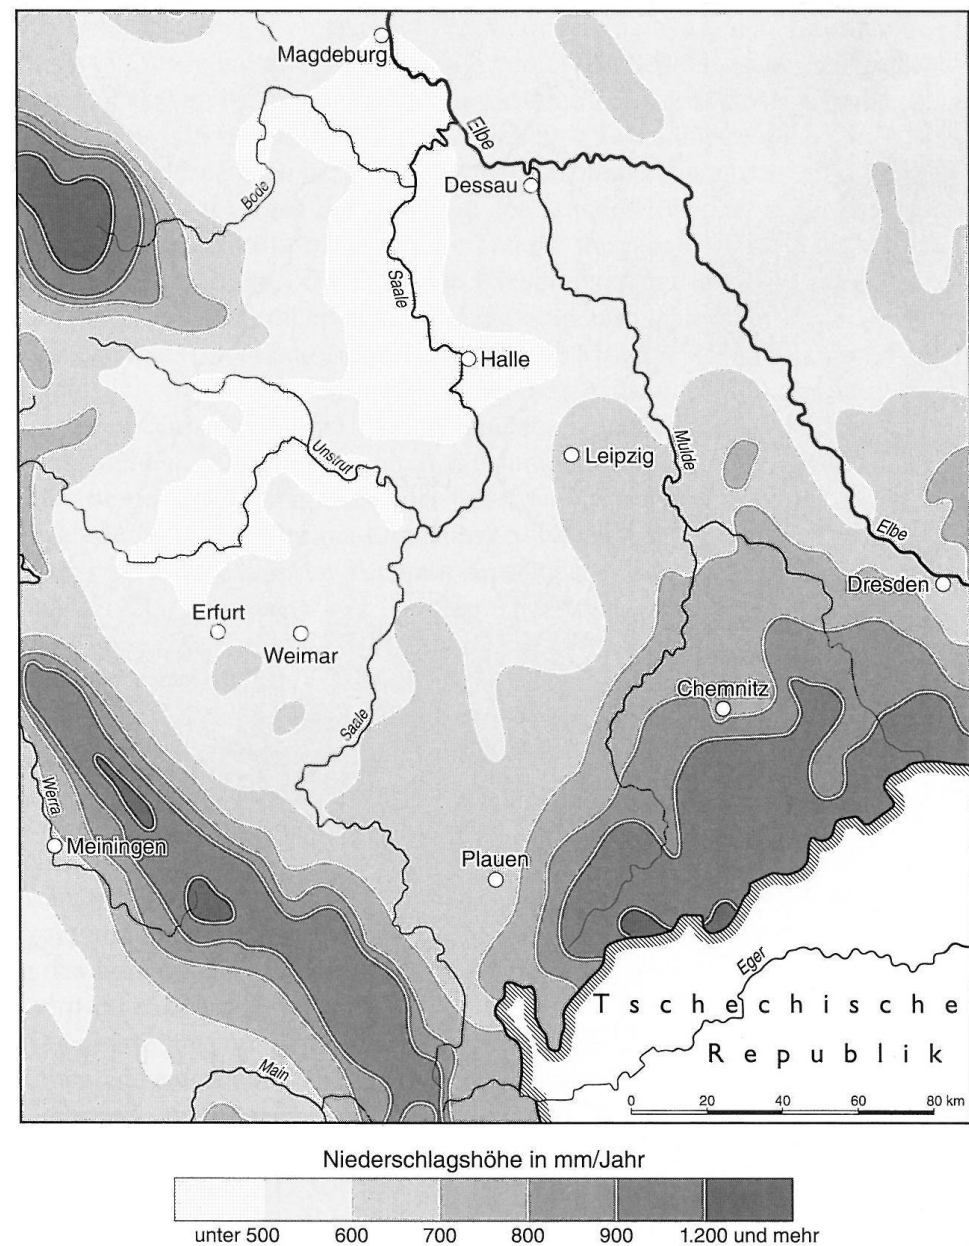 Magdeburg
Elbe
Dessau
Bode
Saale
Halle
Leipzig
Mulde
Unstrut
Elbe
Dresden
Erfurt
Weimar
Chemnitz
Saale
Werra
Meiningen
Plauen
Eger
Tschechische
Republik
Main
0 20 40 60 80 km
Niederschlagshöhe in mm/Jahr
unter 500 600 700 800 900 1.200 und mehr